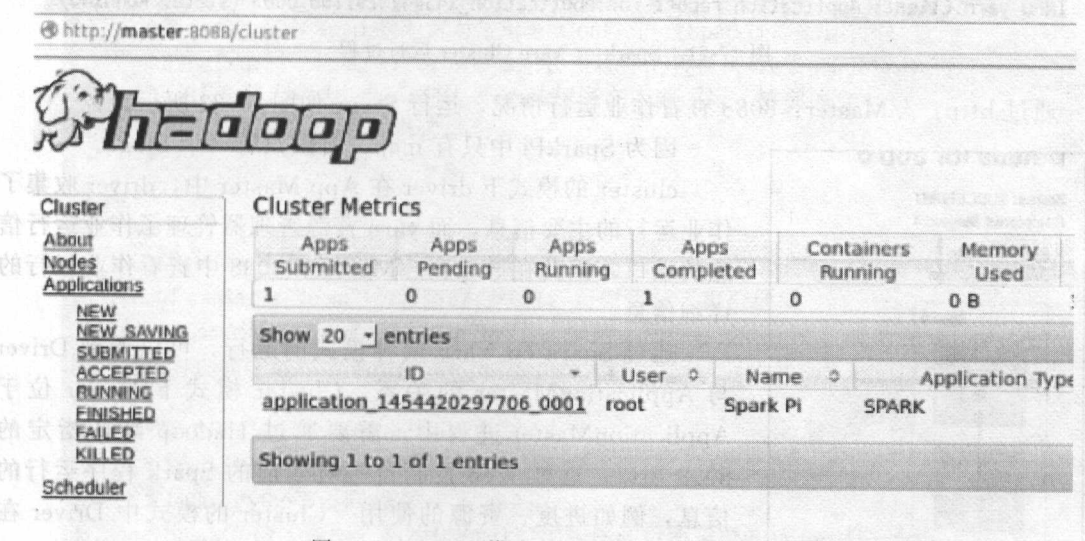 http://master:8088/cluster
hadoop
Cluster
About
Nodes
Applications
NEW
NEW_SAVING
SUBMITTED
ACCEPTED
RUNNING
FINISHED
FAILED
KILLED
Scheduler
Cluster Metrics
Apps Submitted Apps Pending Apps Running Apps Completed Containers Running Memory Used
1 0 0 1 0 0 B
Show 20 entries
ID User Name Application Type
application_1454420297706_0001 root Spark Pi SPARK
Showing 1 to 1 of 1 entries